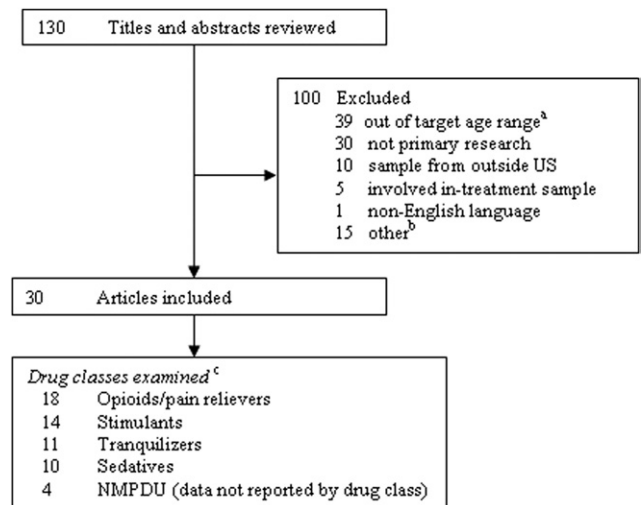 130 Titles and abstracts reviewed
100 Excluded
39 out of target age range^a
30 not primary research
10 sample from outside US
5 involved in-treatment sample
1 non-English language
15 other^b
30 Articles included
Drug classes examined^c
18 Opioids/pain relievers
14 Stimulants
11 Tranquilizers
10 Sedatives
4 NMPDU (data not reported by drug class)